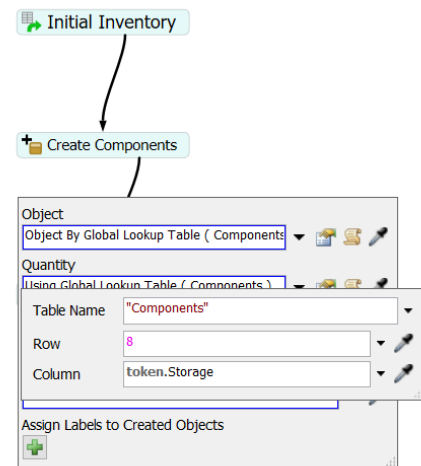 Initial Inventory
Create Components
Object
Object By Global Lookup Table ( Components
Quantity
Using Global Lookup Table ( Components )
Table Name
"Components"
Row
8
Column
token.Storage
Assign Labels to Created Objects